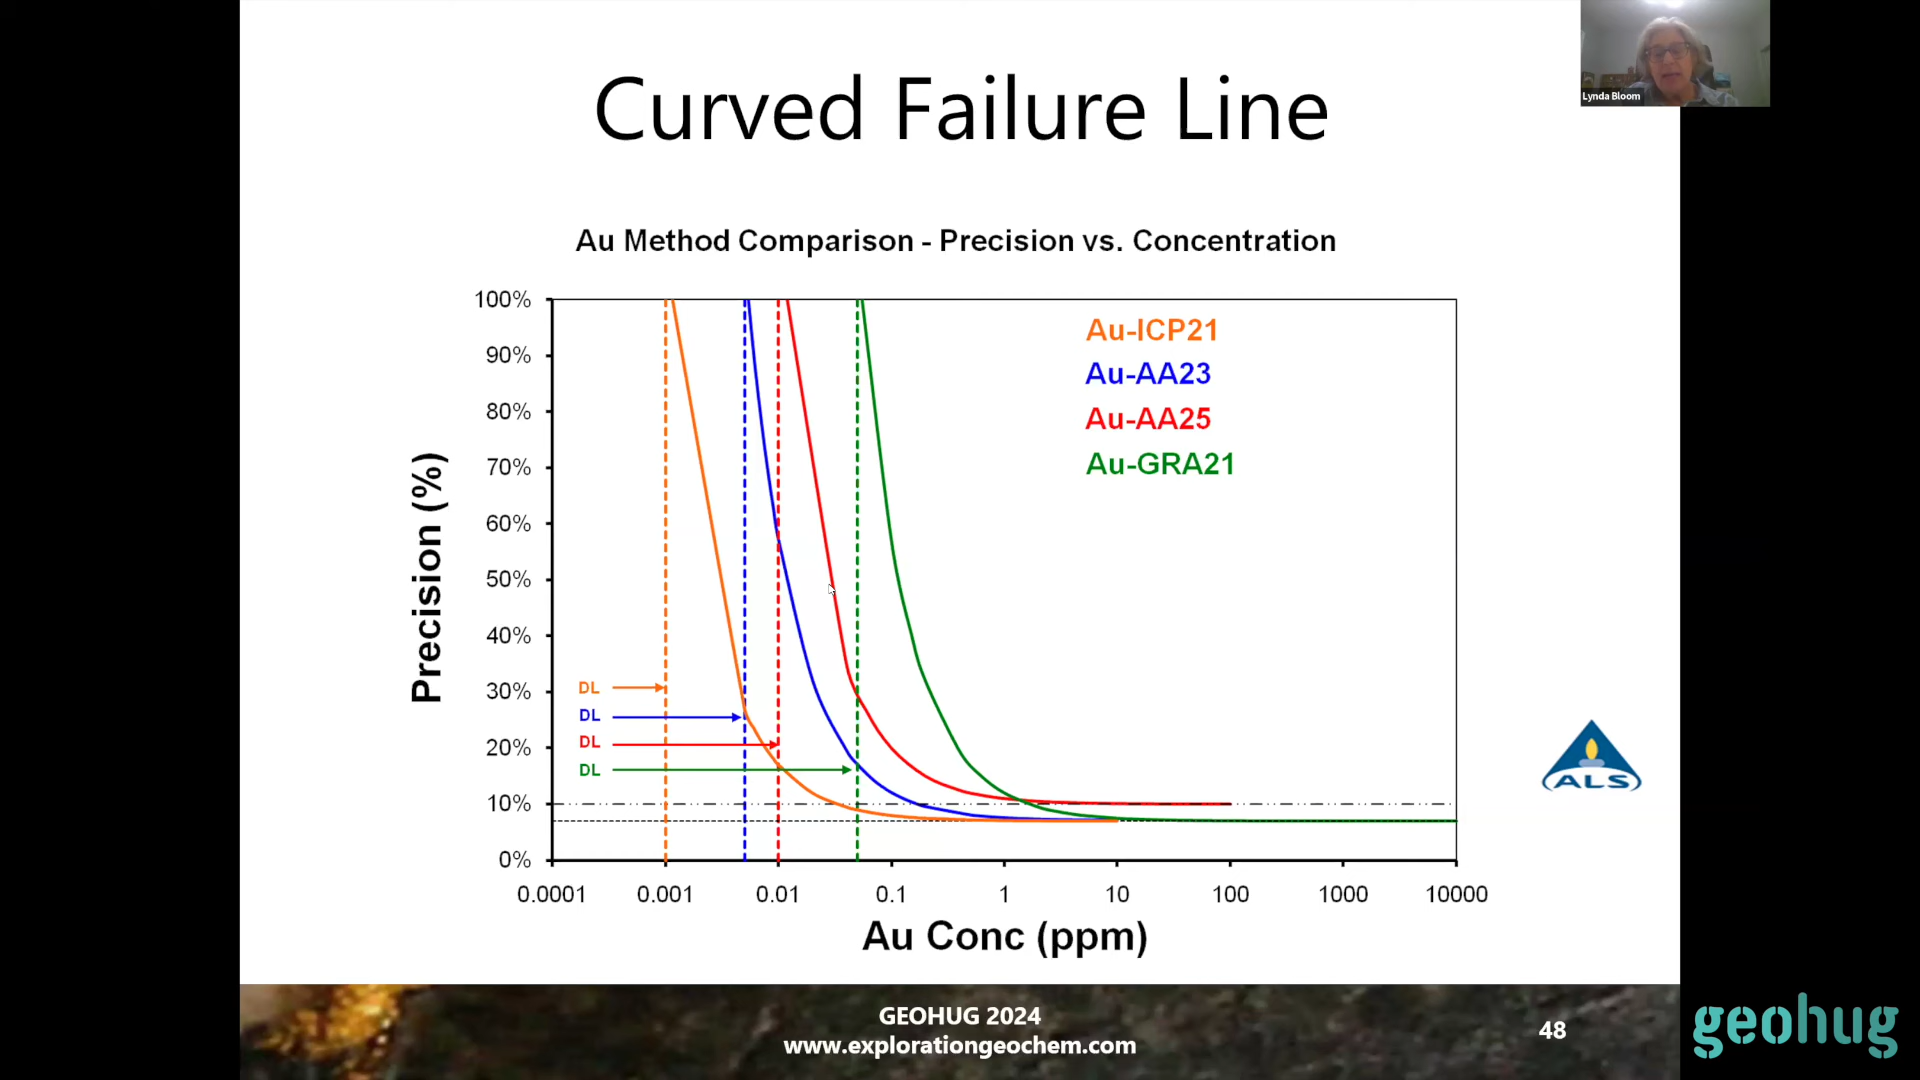 Curved Failure Line
Lynda Bloom
Au Method Comparison - Precision vs. Concentration
100%
90%
80%
70%
60%
50%
40%
30%
20%
10%
0%
Precision (%)
Au-ICP21
Au-AA23
Au-AA25
Au-GRA21
DL
DL
DL
DL
ALS
0.0001 0.001 0.01 0.1 1 10 100 1000 10000
Au Conc (ppm)
GEOHUG 2024
www.explorationgeochem.com
48
geohug